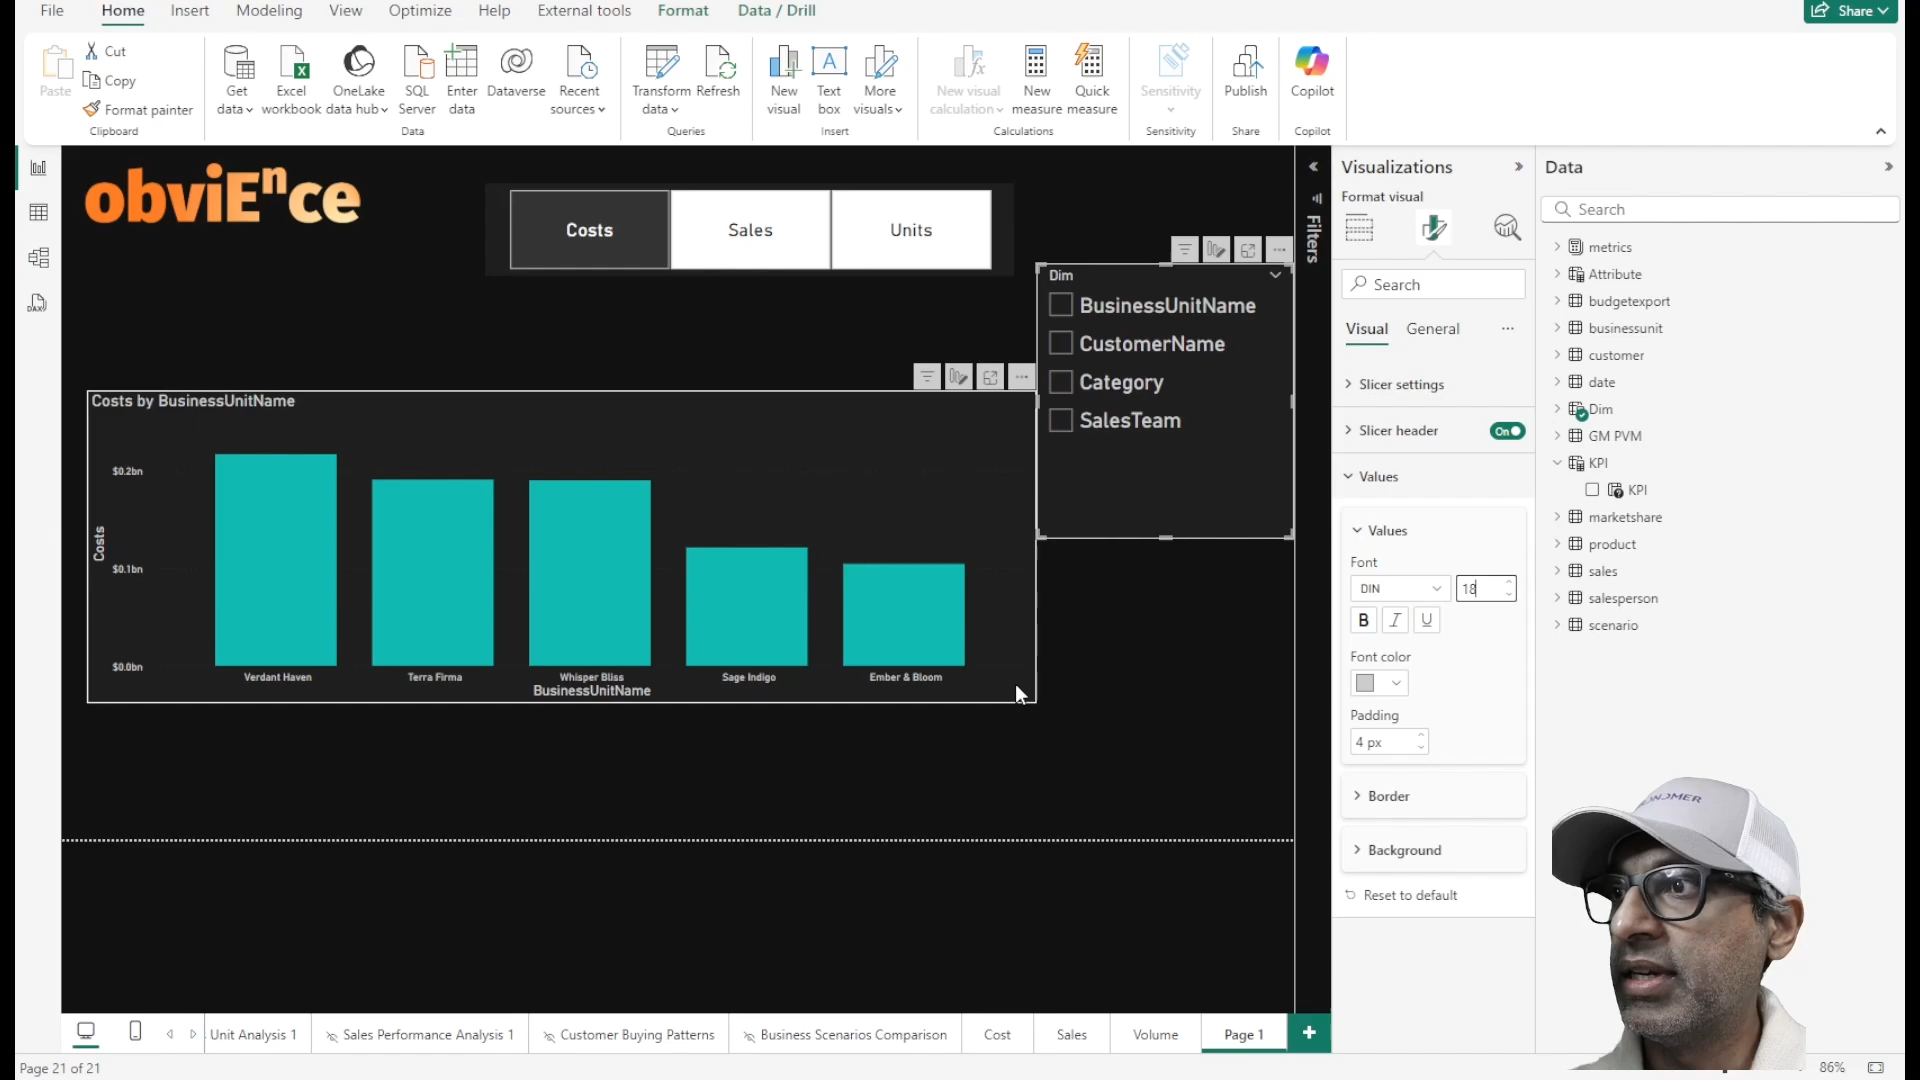 File Home Insert Modeling View Optimize Help External tools Format Data / Drill Share
Paste
Cut
Copy
Format painter
Clipboard
Get data
Excel workbook
OneLake data hub
SQL Server
Enter data
Dataverse
Recent sources
Data
Transform data
Refresh
Queries
New visual
Text box
More visuals
Insert
New visual calculation
New measure
Quick measure
Calculations
Sensitivity
Sensitivity
Publish
Share
Copilot
Copilot
obviEnce
Costs
Sales
Units
Filters
Dim
BusinessUnitName
CustomerName
Category
SalesTeam
Costs by BusinessUnitName
Costs
$0.2bn
$0.1bn
$0.0bn
Verdant Haven
Terra Firma
Whisper Bliss
Sage Indigo
Ember & Bloom
BusinessUnitName
Visualizations
Format visual
Search
Visual
General
Slicer settings
Slicer header
On
Values
Values
Font
DIN
18
B I U
Font color
Padding
4 px
Border
Background
Reset to default
Data
Search
metrics
Attribute
budgetexport
businessunit
customer
date
Dim
GM PVM
KPI
KPI
marketshare
product
sales
salesperson
scenario
DAX
Unit Analysis 1
Sales Performance Analysis 1
Customer Buying Patterns
Business Scenarios Comparison
Cost
Sales
Volume
Page 1
Page 21 of 21
86%